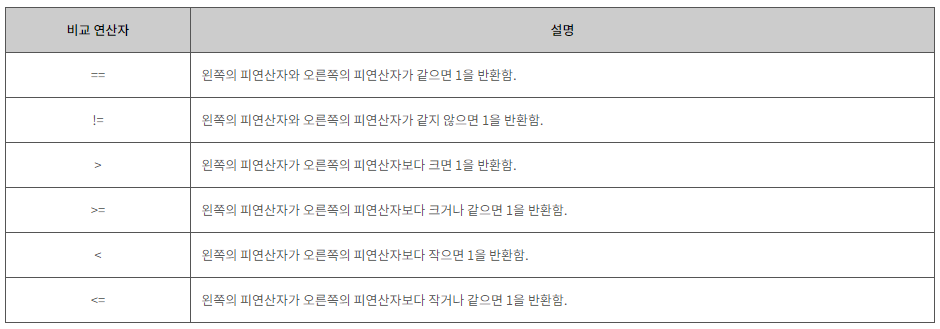 비교 연산자 설명
== 왼쪽의 피연산자와 오른쪽의 피연산자가 같으면 1을 반환함.
!= 왼쪽의 피연산자와 오른쪽의 피연산자가 같지 않으면 1을 반환함.
> 왼쪽의 피연산자가 오른쪽의 피연산자보다 크면 1을 반환함.
>= 왼쪽의 피연산자가 오른쪽의 피연산자보다 크거나 같으면 1을 반환함.
< 왼쪽의 피연산자가 오른쪽의 피연산자보다 작으면 1을 반환함.
<= 왼쪽의 피연산자가 오른쪽의 피연산자보다 작거나 같으면 1을 반환함.